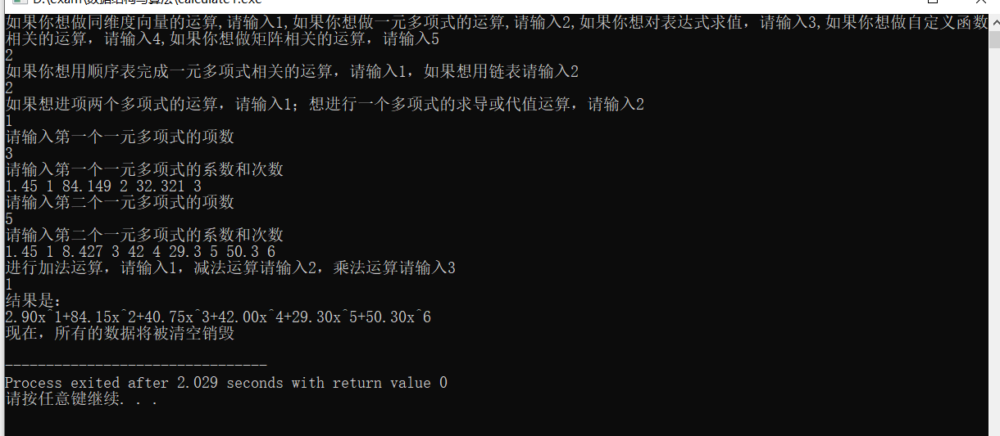 D:\exam\数据结构与算法\calculate1.exe
如果你想做同维度向量的运算,请输入1,如果你想做一元多项式的运算,请输入2,如果你想对表达式求值，请输入3,如果你想做自定义函数
相关的运算，请输入4,如果你想做矩阵相关的运算，请输入5
2
如果你想用顺序表完成一元多项式相关的运算，请输入1，如果想用链表请输入2
2
如果想进项两个多项式的运算，请输入1；想进行一个多项式的求导或代值运算，请输入2
1
请输入第一个一元多项式的项数
3
请输入第一个一元多项式的系数和次数
1.45 1 84.149 2 32.321 3
请输入第二个一元多项式的项数
5
请输入第二个一元多项式的系数和次数
1.45 1 8.427 3 42 4 29.3 5 50.3 6
进行加法运算，请输入1，减法运算请输入2，乘法运算请输入3
1
结果是：
2.90x^1+84.15x^2+40.75x^3+42.00x^4+29.30x^5+50.30x^6
现在，所有的数据将被清空销毁
--------------------------------
Process exited after 2.029 seconds with return value 0
请按任意键继续. . .